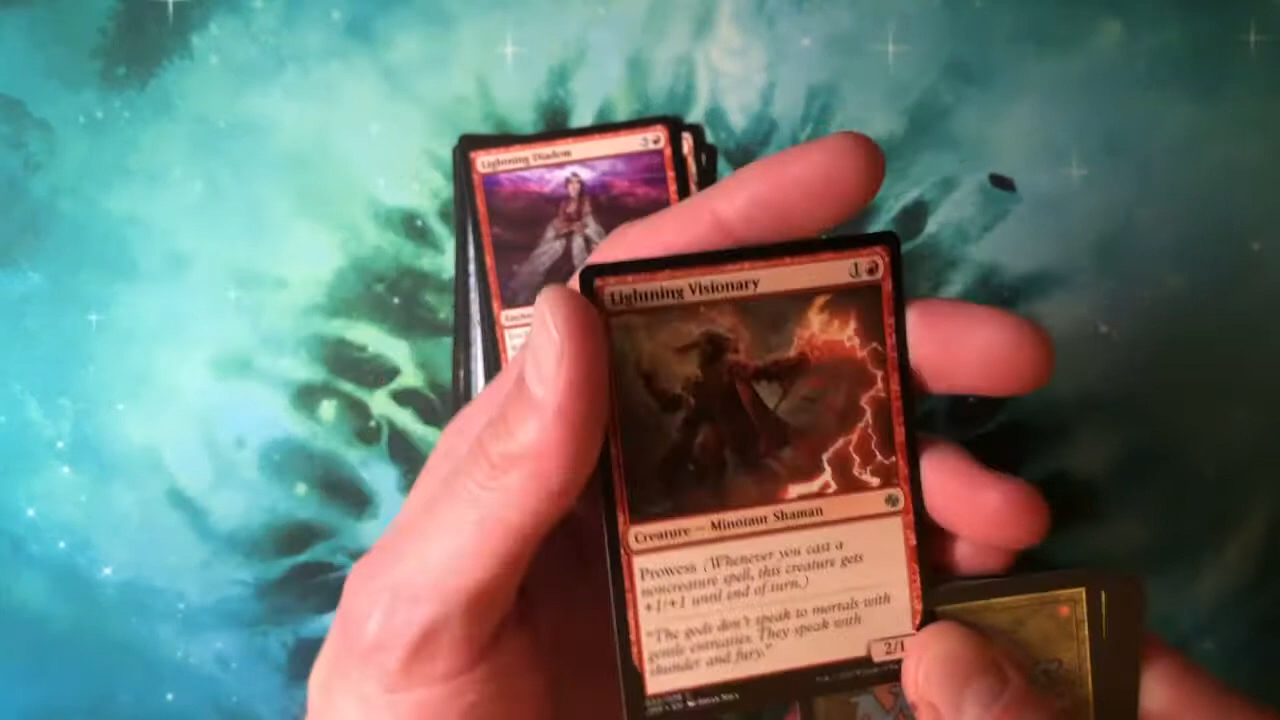 Lightning Diadem
5
Lightning Visionary
1
Creature — Minotaur Shaman
Prowess (Whenever you cast a
noncreature spell, this creature gets
+1/+1 until end of turn.)
"The gods don't speak to mortals with
gentle entreaties. They speak with
thunder and fury."
2/1